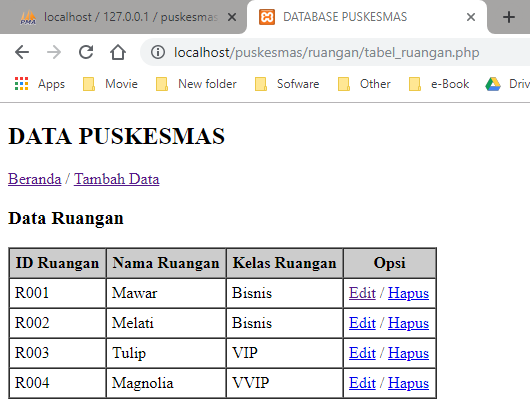 localhost / 127.0.0.1 / puskesmas
DATABASE PUSKESMAS
localhost/puskesmas/ruangan/tabel_ruangan.php
Apps Movie New folder Sofware Other e-Book Driv
DATA PUSKESMAS
Beranda / Tambah Data
Data Ruangan
ID Ruangan Nama Ruangan Kelas Ruangan Opsi
R001 Mawar Bisnis Edit / Hapus
R002 Melati Bisnis Edit / Hapus
R003 Tulip VIP Edit / Hapus
R004 Magnolia VVIP Edit / Hapus